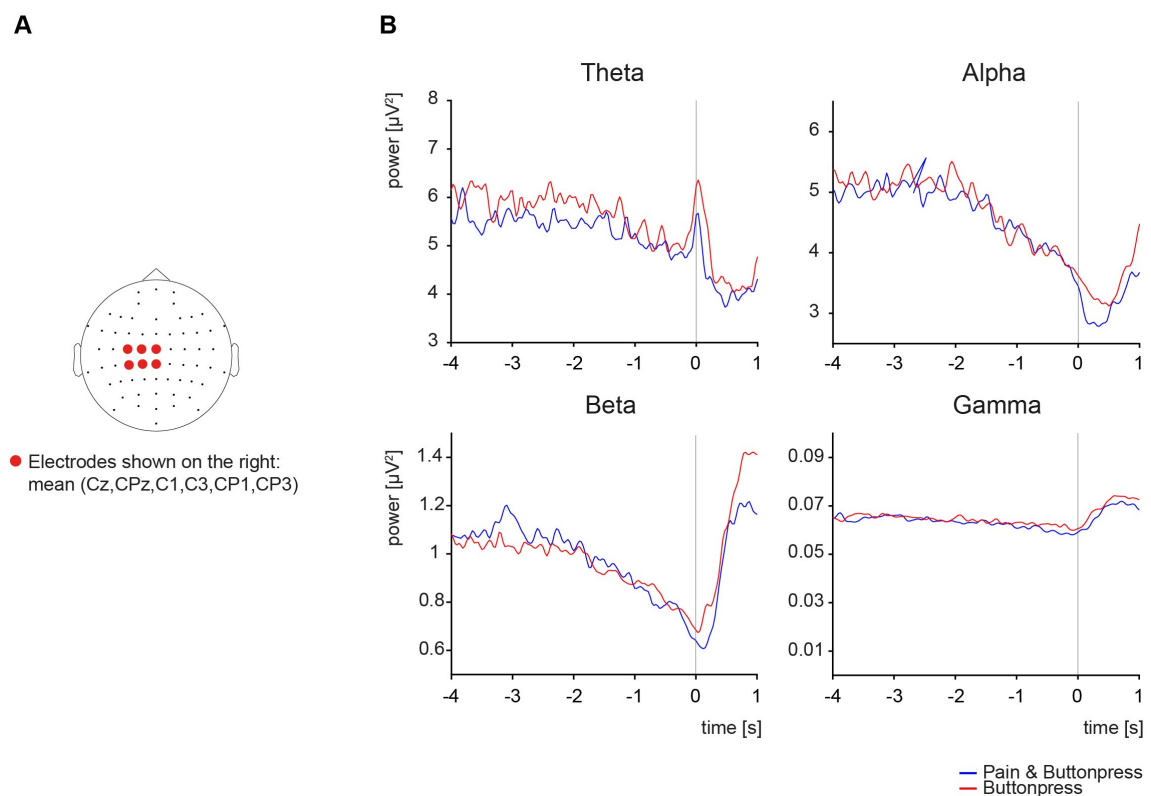 A
B
Electrodes shown on the right:
mean (Cz,CPz,C1,C3,CP1,CP3)
Theta
power [µV²]
8
7
6
5
4
3
-4 -3 -2 -1 0 1
Alpha
6
5
4
3
-4 -3 -2 -1 0 1
Beta
power [µV²]
1.4
1.2
1
0.8
0.6
-4 -3 -2 -1 0 1
time [s]
Gamma
0.09
0.07
0.05
0.03
0.01
-4 -3 -2 -1 0 1
time [s]
Pain & Buttonpress
Buttonpress